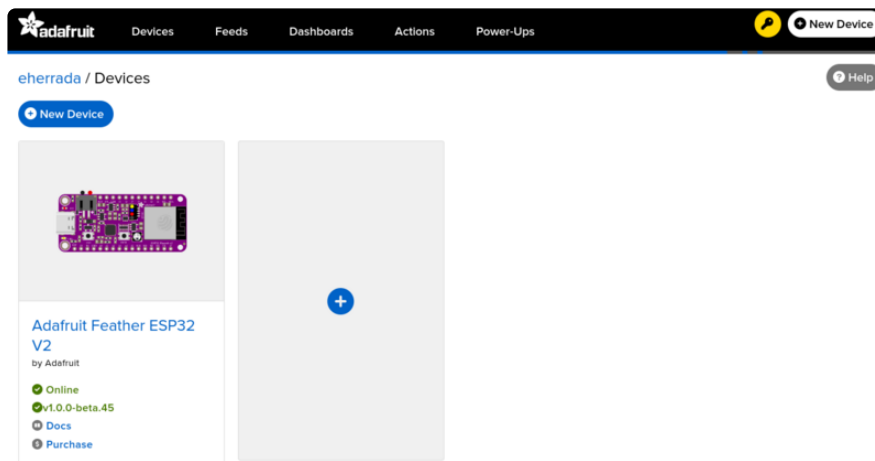 adafruit Devices Feeds Dashboards Actions Power-Ups New Device
eherrada / Devices
Help
New Device
Adafruit Feather ESP32
V2
by Adafruit
Online
v1.0.0-beta.45
Docs
Purchase